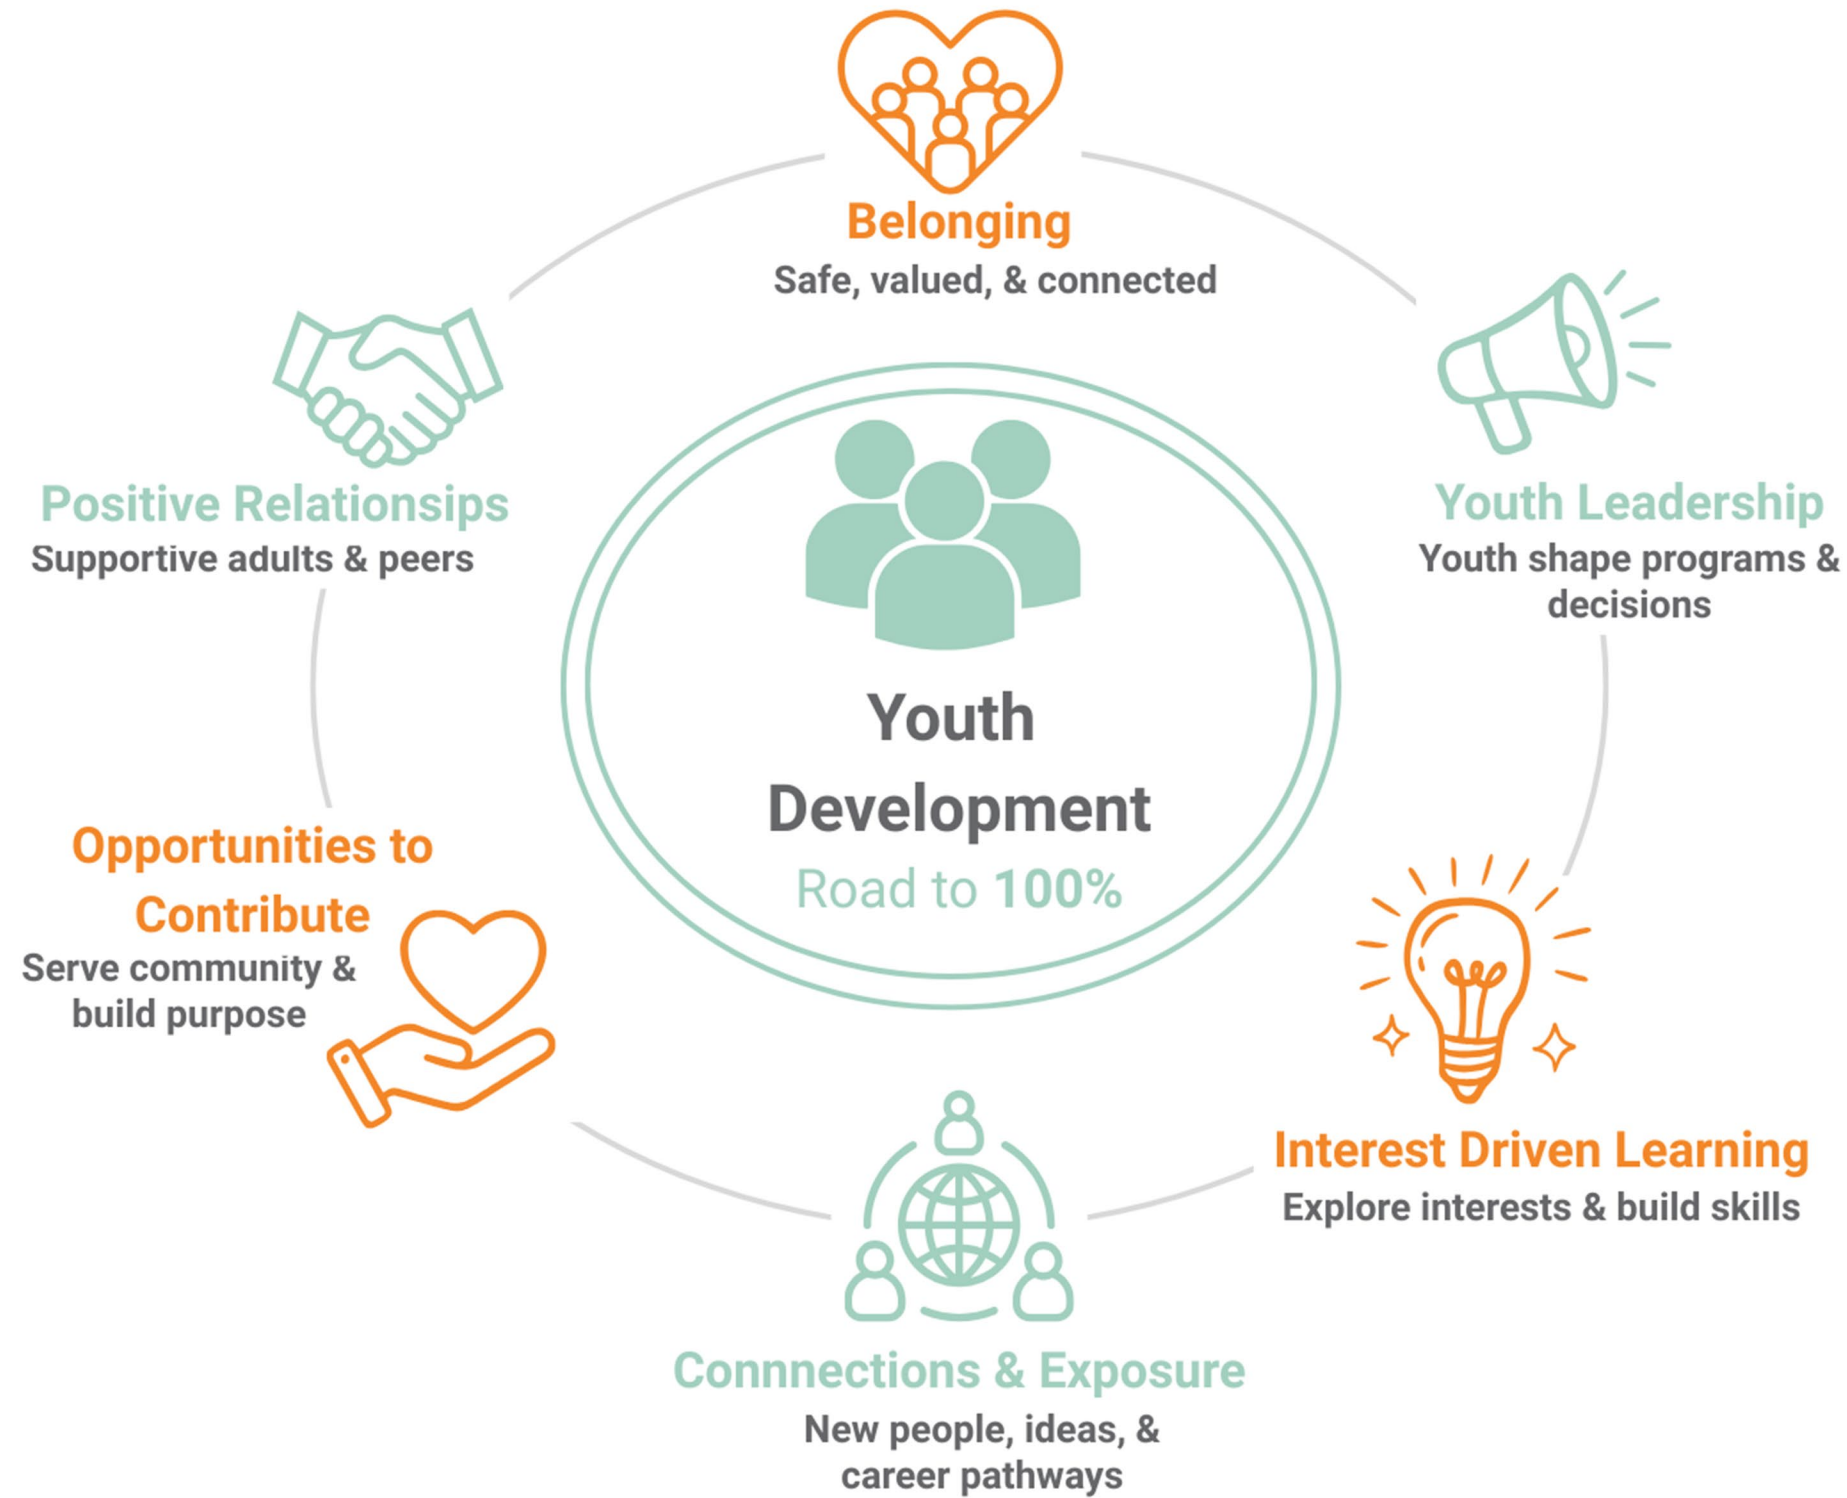 Belonging
Safe, valued, & connected
Positive Relationsips
Supportive adults & peers
Youth Leadership
Youth shape programs &
decisions
Youth
Development
Road to 100%
Opportunities to
Contribute
Serve community &
build purpose
Interest Driven Learning
Explore interests & build skills
Connnections & Exposure
New people, ideas, &
career pathways